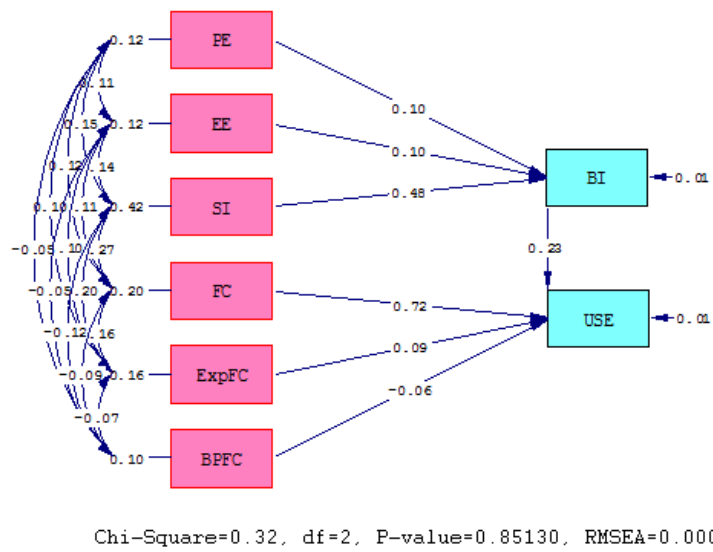 0.12 PE
0.11
0.10
0.15 0.12 EE
0.10
0.12 .14
BI 0.01
0.10 0.11 0.42 SI 0.48
-0.05 0.10 .27
0.23
-0.05 .20 0.20 FC 0.72
USE 0.01
-0.12 .16
0.09
-0.09 0.16 ExpFC
-0.06
-0.07
0.10 BPFC
Chi-Square=0.32, df=2, P-value=0.85130, RMSEA=0.000